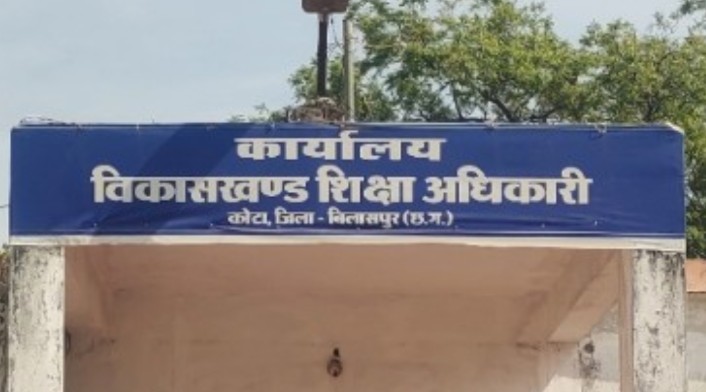 कार्यालय
विकासखण्ड शिक्षा अधिकारी
कोटा, जिला - बिलासपुर (छ.ग.)